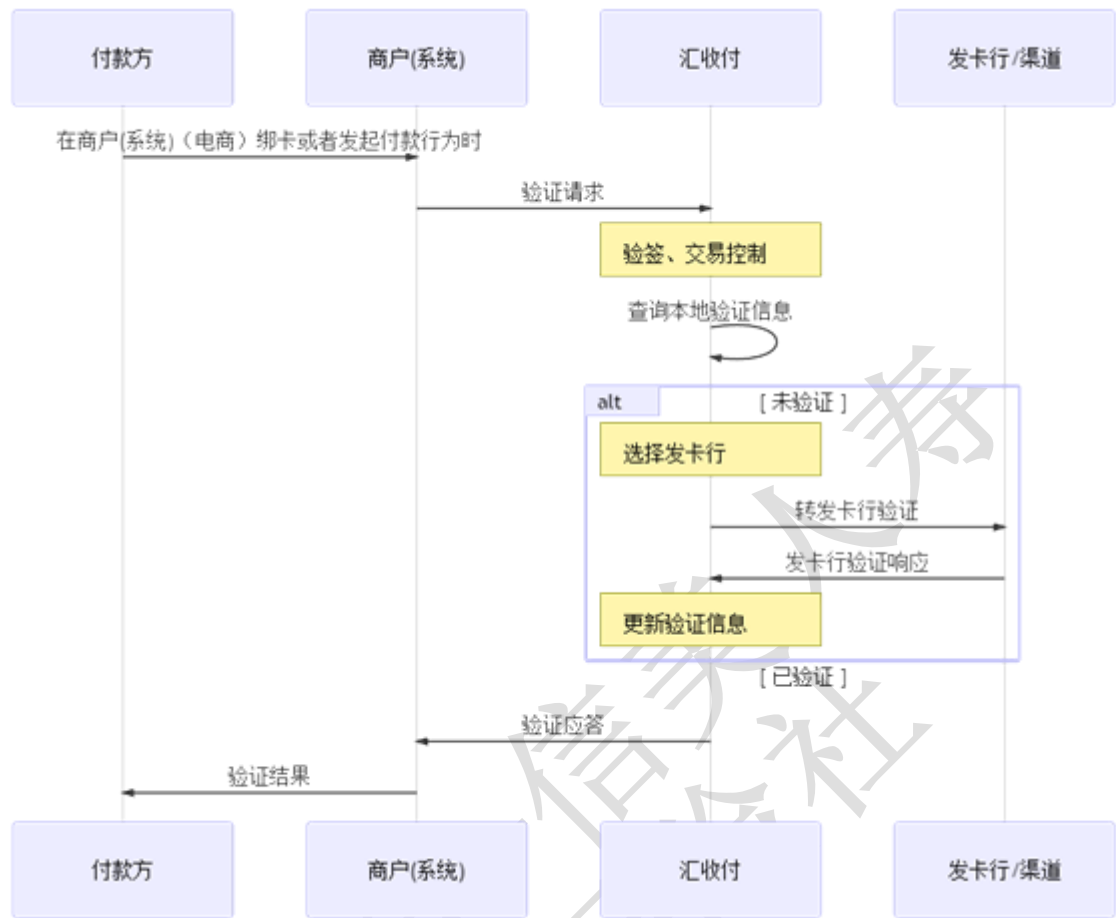 付款方 商户(系统) 汇收付 发卡行/渠道
在商户(系统)（电商）绑卡或者发起付款行为时
验证请求
验签、交易控制
查询本地验证信息
alt [ 未验证 ]
选择发卡行
转发卡行验证
发卡行验证响应
更新验证信息
[ 已验证 ]
验证应答
验证结果
付款方 商户(系统) 汇收付 发卡行/渠道
信美人寿
社